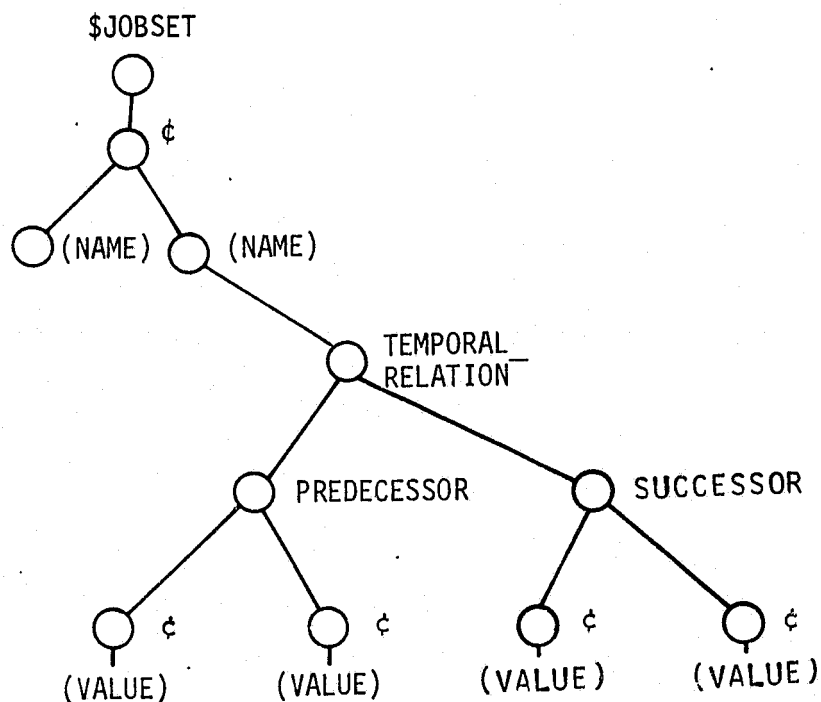 $JOBSET
¢
(NAME) (NAME)
TEMPORAL_
RELATION
PREDECESSOR SUCCESSOR
¢ ¢ ¢ ¢
(VALUE) (VALUE) (VALUE) (VALUE)